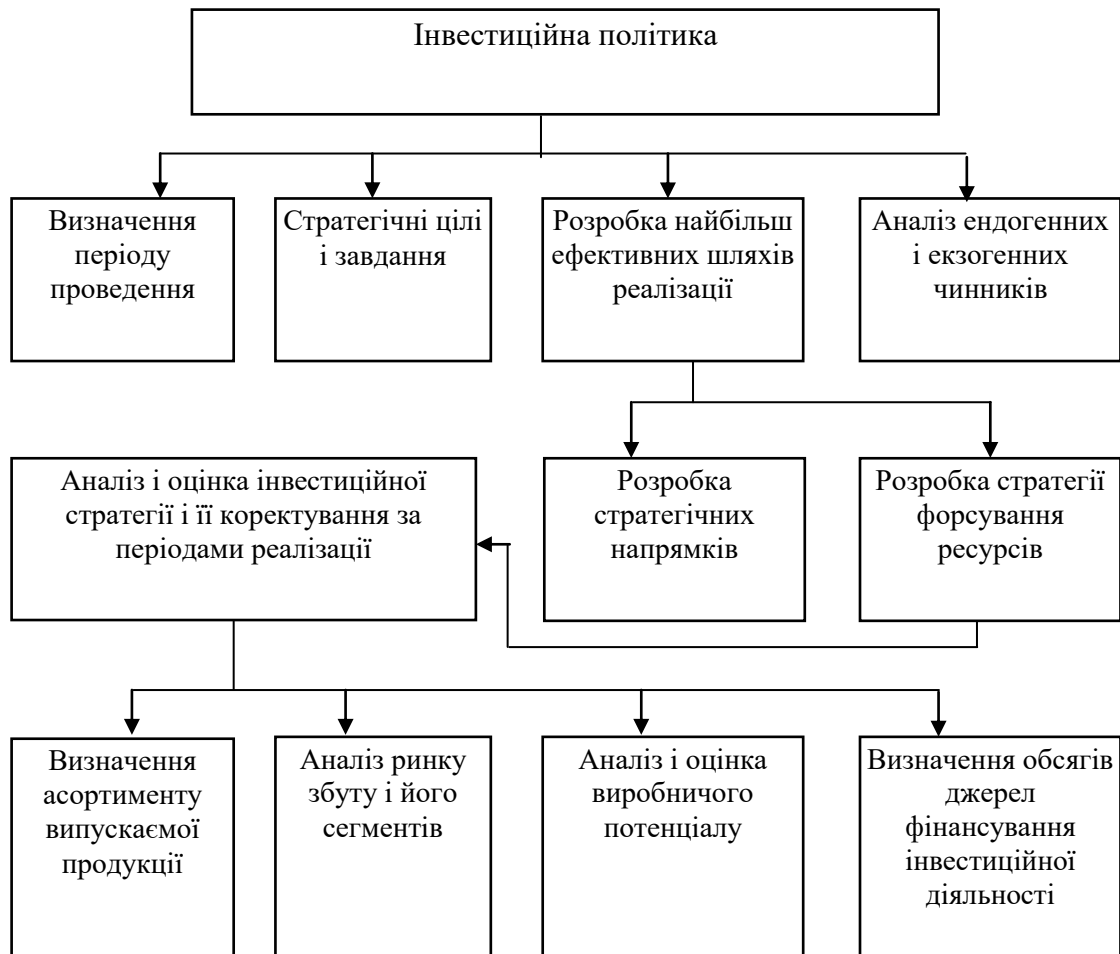 Інвестиційна політика
Визначення
періоду
проведення
Стратегічні цілі
і завдання
Розробка найбільш
ефективних шляхів
реалізації
Аналіз ендогенних
і екзогенних
чинників
Аналіз і оцінка інвестиційної
стратегії і її коректування за
періодами реалізації
Розробка
стратегічних
напрямків
Розробка стратегії
форсування
ресурсів
Визначення
асортименту
випускаємої
продукції
Аналіз ринку
збуту і його
сегментів
Аналіз і оцінка
виробничого
потенціалу
Визначення обсягів
джерел
фінансування
інвестиційної
діяльності